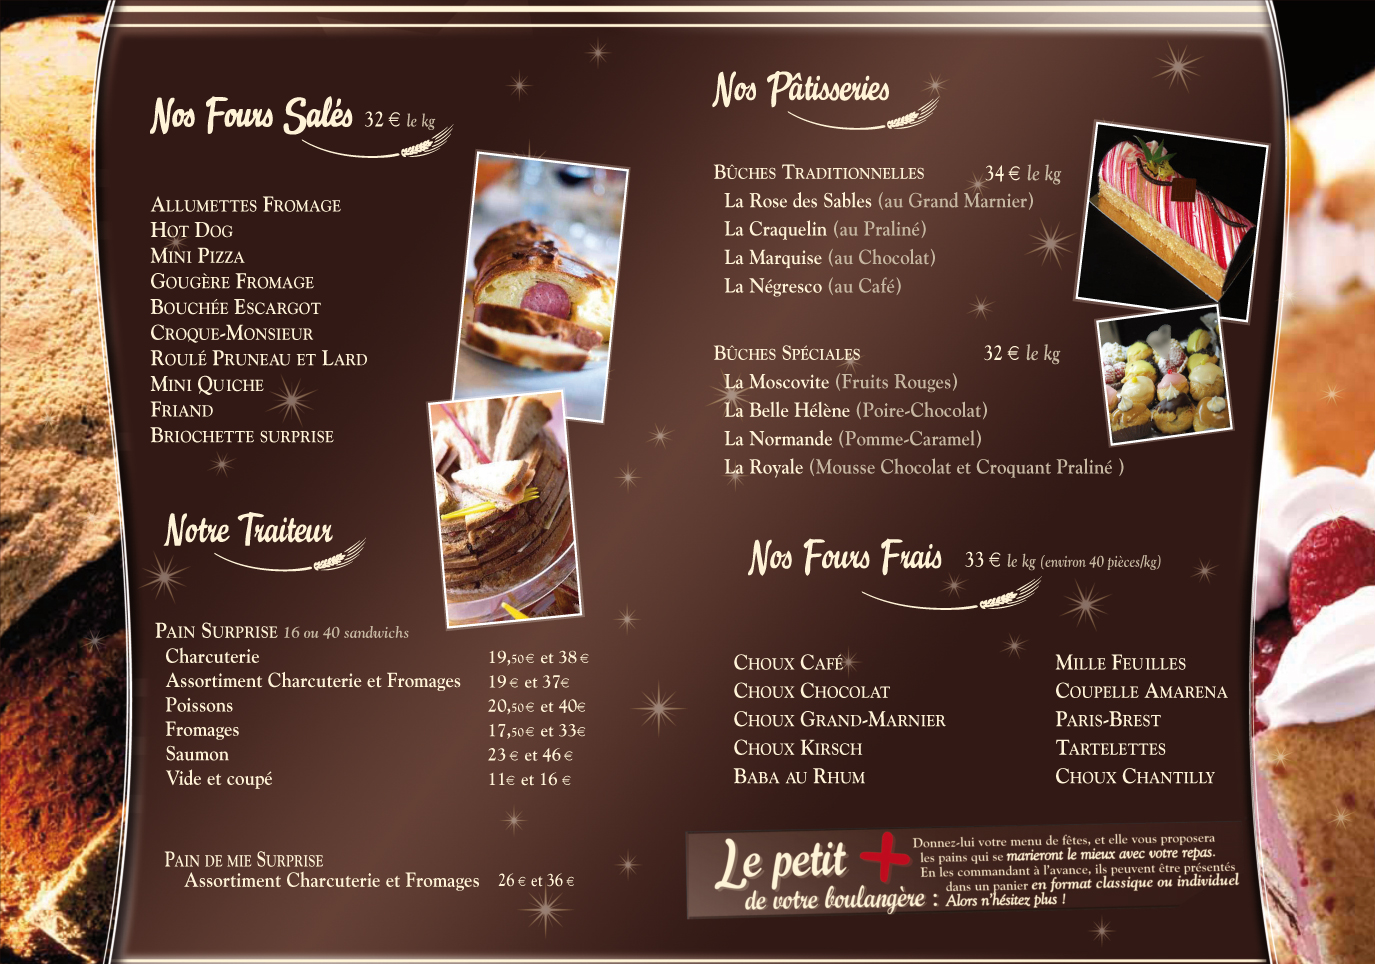 Nos Fours Salés 32 € le kg
ALLUMETTES FROMAGE
HOT DOG
MINI PIZZA
GOUGÈRE FROMAGE
BOUCHÉE ESCARGOT
CROQUE-MONSIEUR
ROULÉ PRUNEAU ET LARD
MINI QUICHE
FRIAND
BRIOCHETTE SURPRISE
Notre Traiteur
PAIN SURPRISE 16 ou 40 sandwichs
Charcuterie 19,50€ et 38 €
Assortiment Charcuterie et Fromages 19 € et 37€
Poissons 20,50€ et 40€
Fromages 17,50€ et 33€
Saumon 23 € et 46 €
Vide et coupé 11€ et 16 €
PAIN DE MIE SURPRISE
Assortiment Charcuterie et Fromages 26 € et 36 €
Nos Pâtisseries
BÛCHES TRADITIONNELLES 34 € le kg
La Rose des Sables (au Grand Marnier)
La Craquelin (au Praliné)
La Marquise (au Chocolat)
La Négresco (au Café)
BÛCHES SPÉCIALES 32 € le kg
La Moscovite (Fruits Rouges)
La Belle Hélène (Poire-Chocolat)
La Normande (Pomme-Caramel)
La Royale (Mousse Chocolat et Croquant Praliné )
Nos Fours Frais 33 € le kg (environ 40 pièces/kg)
CHOUX CAFÉ
CHOUX CHOCOLAT
CHOUX GRAND-MARNIER
CHOUX KIRSCH
BABA AU RHUM
MILLE FEUILLES
COUPELLE AMARENA
PARIS-BREST
TARTELETTES
CHOUX CHANTILLY
Le petit +
de votre boulangère :
Donnez-lui votre menu de fêtes, et elle vous proposera
les pains qui se marieront le mieux avec votre repas.
En les commandant à l'avance, ils peuvent être présentés
dans un panier en format classique ou individuel
Alors n'hésitez plus !